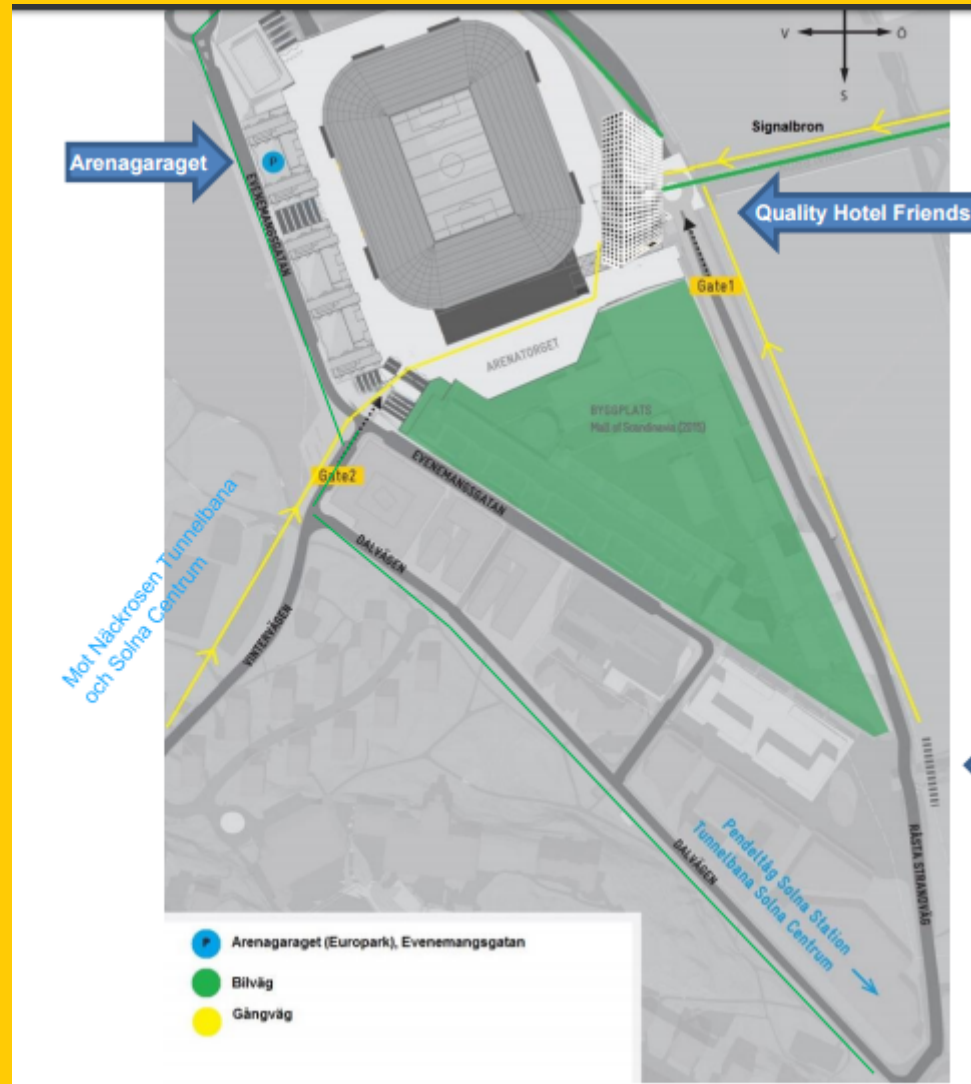 V
Ö
S
Signalbron
Arenagaraget
P
EVENEMANGSGATAN
Quality Hotel Friends
Gate1
ARENATORGET
BYGGPLATS
Mall of Scandinavia (2015)
Gate2
EVENEMANGSGATAN
Mot Näckrosen Tunnelbana
och Solna Centrum
DALVÄGEN
VINTERVÄGEN
Pendeltåg Solna Station
Tunnelbana Solna Centrum
DALVÄGEN
RÅSTA STRANDVÄG
P
Arenagaraget (Europark), Evenemangsgatan
Bilväg
Gångväg